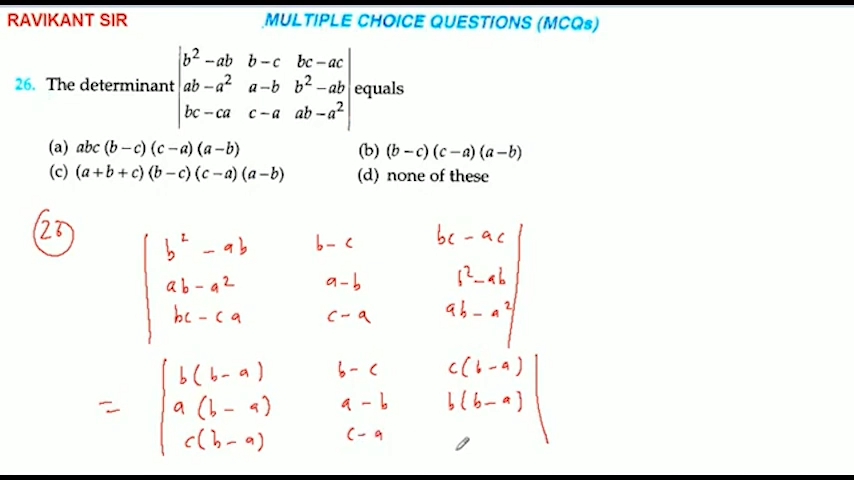 RAVIKANT SIR
MULTIPLE CHOICE QUESTIONS (MCQs)
b² – ab b – c bc – ac
26. The determinant ab – a² a – b b² – ab equals
bc – ca c – a ab – a²
(a) abc (b – c) (c – a) (a – b)
(b) (b – c) (c – a) (a – b)
(c) (a + b + c) (b – c) (c – a) (a – b)
(d) none of these
26
b² – ab b – c bc – ac
ab – a² a – b b² – ab
bc – ca c – a ab – a²
b(b – a) b – c c(b – a)
= a(b – a) a – b b(b – a)
c(b – a) c – a